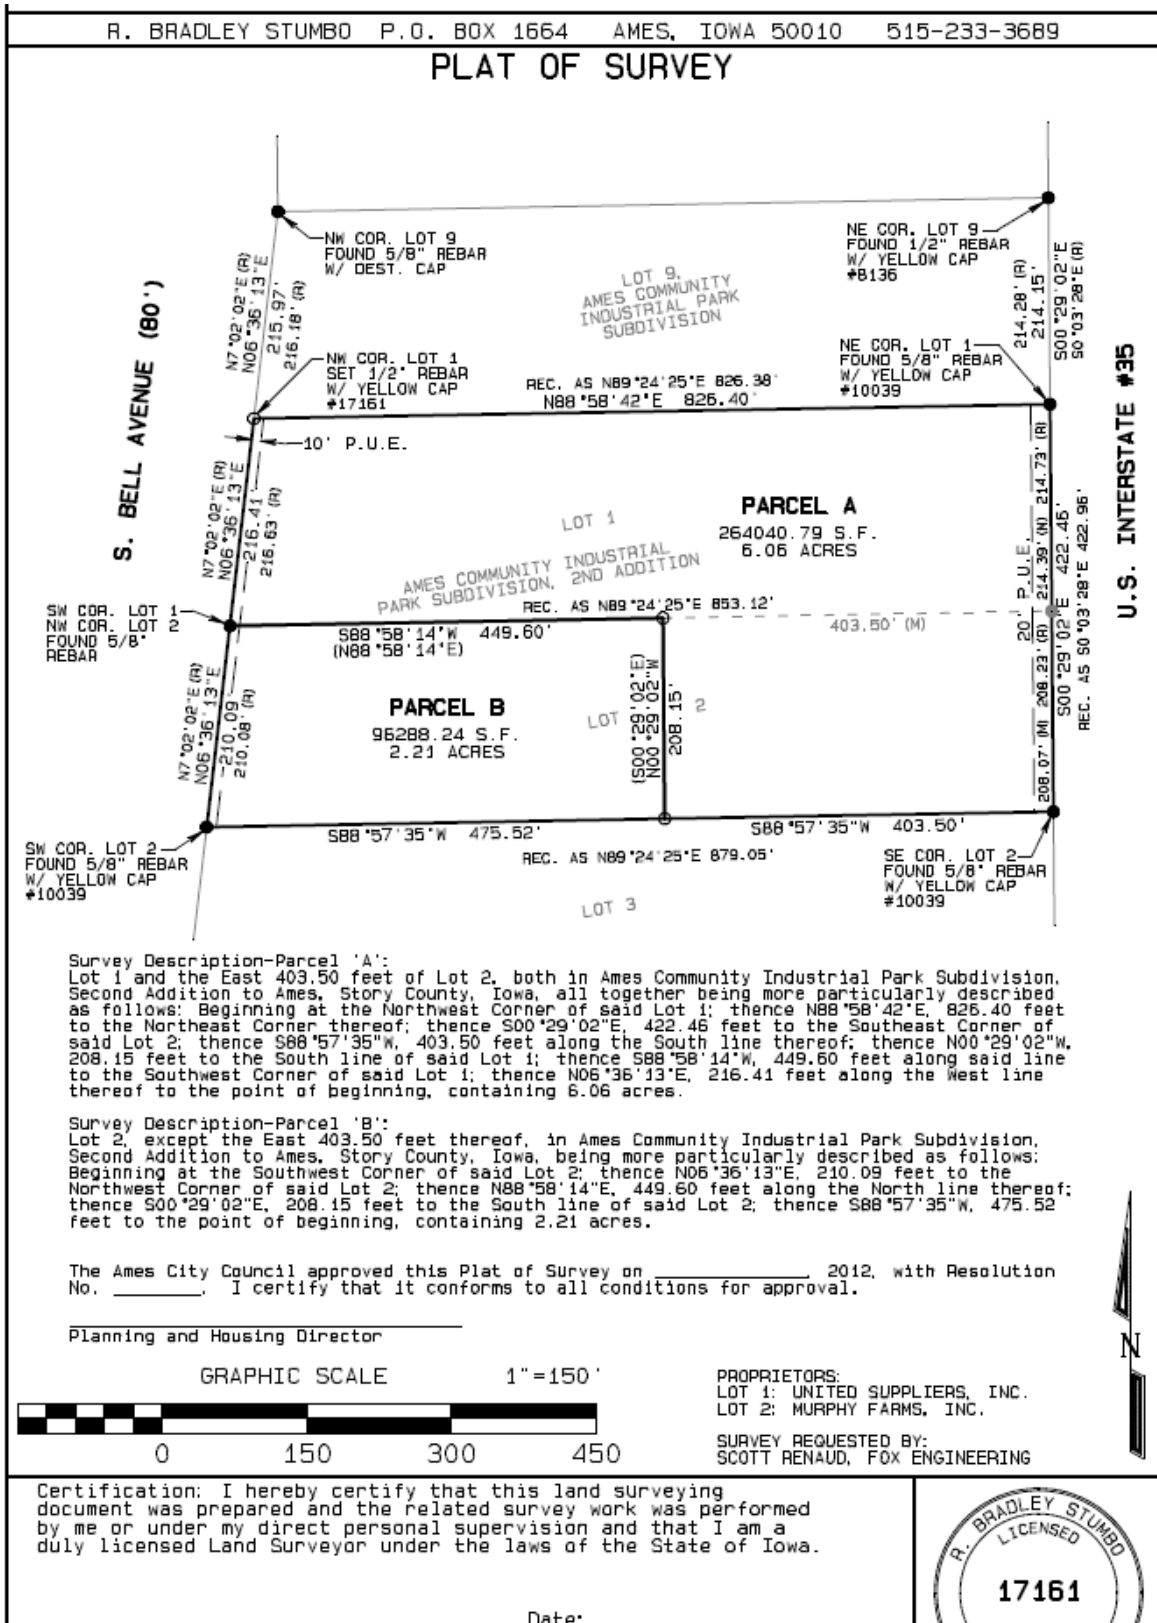 R. BRADLEY STUMBO P.O. BOX 1664 AMES, IOWA 50010 515-233-3689
PLAT OF SURVEY
NW COR. LOT 9
FOUND 5/8" REBAR
W/ DEST. CAP
NE COR. LOT 9
FOUND 1/2" REBAR
W/ YELLOW CAP
#8136
LOT 9,
AMES COMMUNITY
INDUSTRIAL PARK
SUBDIVISION
N7°02'02"E (R)
N06°36'13"E
215.97'
216.18' (R)
214.28' (R)
214.15'
S00°29'02"E
S0°03'28"E (R)
S. BELL AVENUE (80')
U.S. INTERSTATE #35
NW COR. LOT 1
SET 1/2" REBAR
W/ YELLOW CAP
#17161
NE COR. LOT 1
FOUND 5/8" REBAR
W/ YELLOW CAP
#10039
REC. AS N89°24'25"E 826.38'
N88°58'42"E 826.40'
10' P.U.E.
N7°02'02"E (R)
N06°36'13"E
216.41'
216.63' (R)
PARCEL A
264040.79 S.F.
6.06 ACRES
LOT 1
AMES COMMUNITY INDUSTRIAL
PARK SUBDIVISION, 2ND ADDITION
20' P.U.E.
208.07' (M) 208.23' (R) 214.39' (M) 214.73' (R)
S00°29'02"E 422.46'
REC. AS S0°03'28"E 422.96'
SW COR. LOT 1
NW COR. LOT 2
FOUND 5/8"
REBAR
REC. AS N89°24'25"E 853.12'
S88°58'14"W 449.60'
(N88°58'14"E)
403.50' (M)
N7°02'02"E (R)
N06°36'13"E
210.09'
210.08' (R)
PARCEL B
96288.24 S.F.
2.21 ACRES
LOT 2
(S00°29'02"E)
N00°29'02"W
208.15'
S88°57'35"W 475.52'
S88°57'35"W 403.50'
REC. AS N89°24'25"E 879.05'
SW COR. LOT 2
FOUND 5/8" REBAR
W/ YELLOW CAP
#10039
SE COR. LOT 2
FOUND 5/8" REBAR
W/ YELLOW CAP
#10039
LOT 3
Survey Description-Parcel 'A':
Lot 1 and the East 403.50 feet of Lot 2, both in Ames Community Industrial Park Subdivision,
Second Addition to Ames, Story County, Iowa, all together being more particularly described
as follows: Beginning at the Northwest Corner of said Lot 1; thence N88°58'42"E, 826.40 feet
to the Northeast Corner thereof; thence S00°29'02"E, 422.46 feet to the Southeast Corner of
said Lot 2; thence S88°57'35"W, 403.50 feet along the South line thereof; thence N00°29'02"W,
208.15 feet to the South line of said Lot 1; thence S88°58'14"W, 449.60 feet along said line
to the Southwest Corner of said Lot 1; thence N06°36'13"E, 216.41 feet along the West line
thereof to the point of beginning, containing 6.06 acres.
Survey Description-Parcel 'B':
Lot 2, except the East 403.50 feet thereof, in Ames Community Industrial Park Subdivision,
Second Addition to Ames, Story County, Iowa, being more particularly described as follows:
Beginning at the Southwest Corner of said Lot 2; thence N06°36'13"E, 210.09 feet to the
Northwest Corner of said Lot 2; thence N88°58'14"E, 449.60 feet along the North line thereof;
thence S00°29'02"E, 208.15 feet to the South line of said Lot 2; thence S88°57'35"W, 475.52
feet to the point of beginning, containing 2.21 acres.
The Ames City Council approved this Plat of Survey on ______________, 2012, with Resolution
No. ________. I certify that it conforms to all conditions for approval.
Planning and Housing Director
GRAPHIC SCALE 1"=150'
0 150 300 450
N
PROPRIETORS:
LOT 1: UNITED SUPPLIERS, INC.
LOT 2: MURPHY FARMS, INC.
SURVEY REQUESTED BY:
SCOTT RENAUD, FOX ENGINEERING
Certification: I hereby certify that this land surveying
document was prepared and the related survey work was performed
by me or under my direct personal supervision and that I am a
duly licensed Land Surveyor under the laws of the State of Iowa.
Date:
R. BRADLEY STUMBO
LICENSED
17161